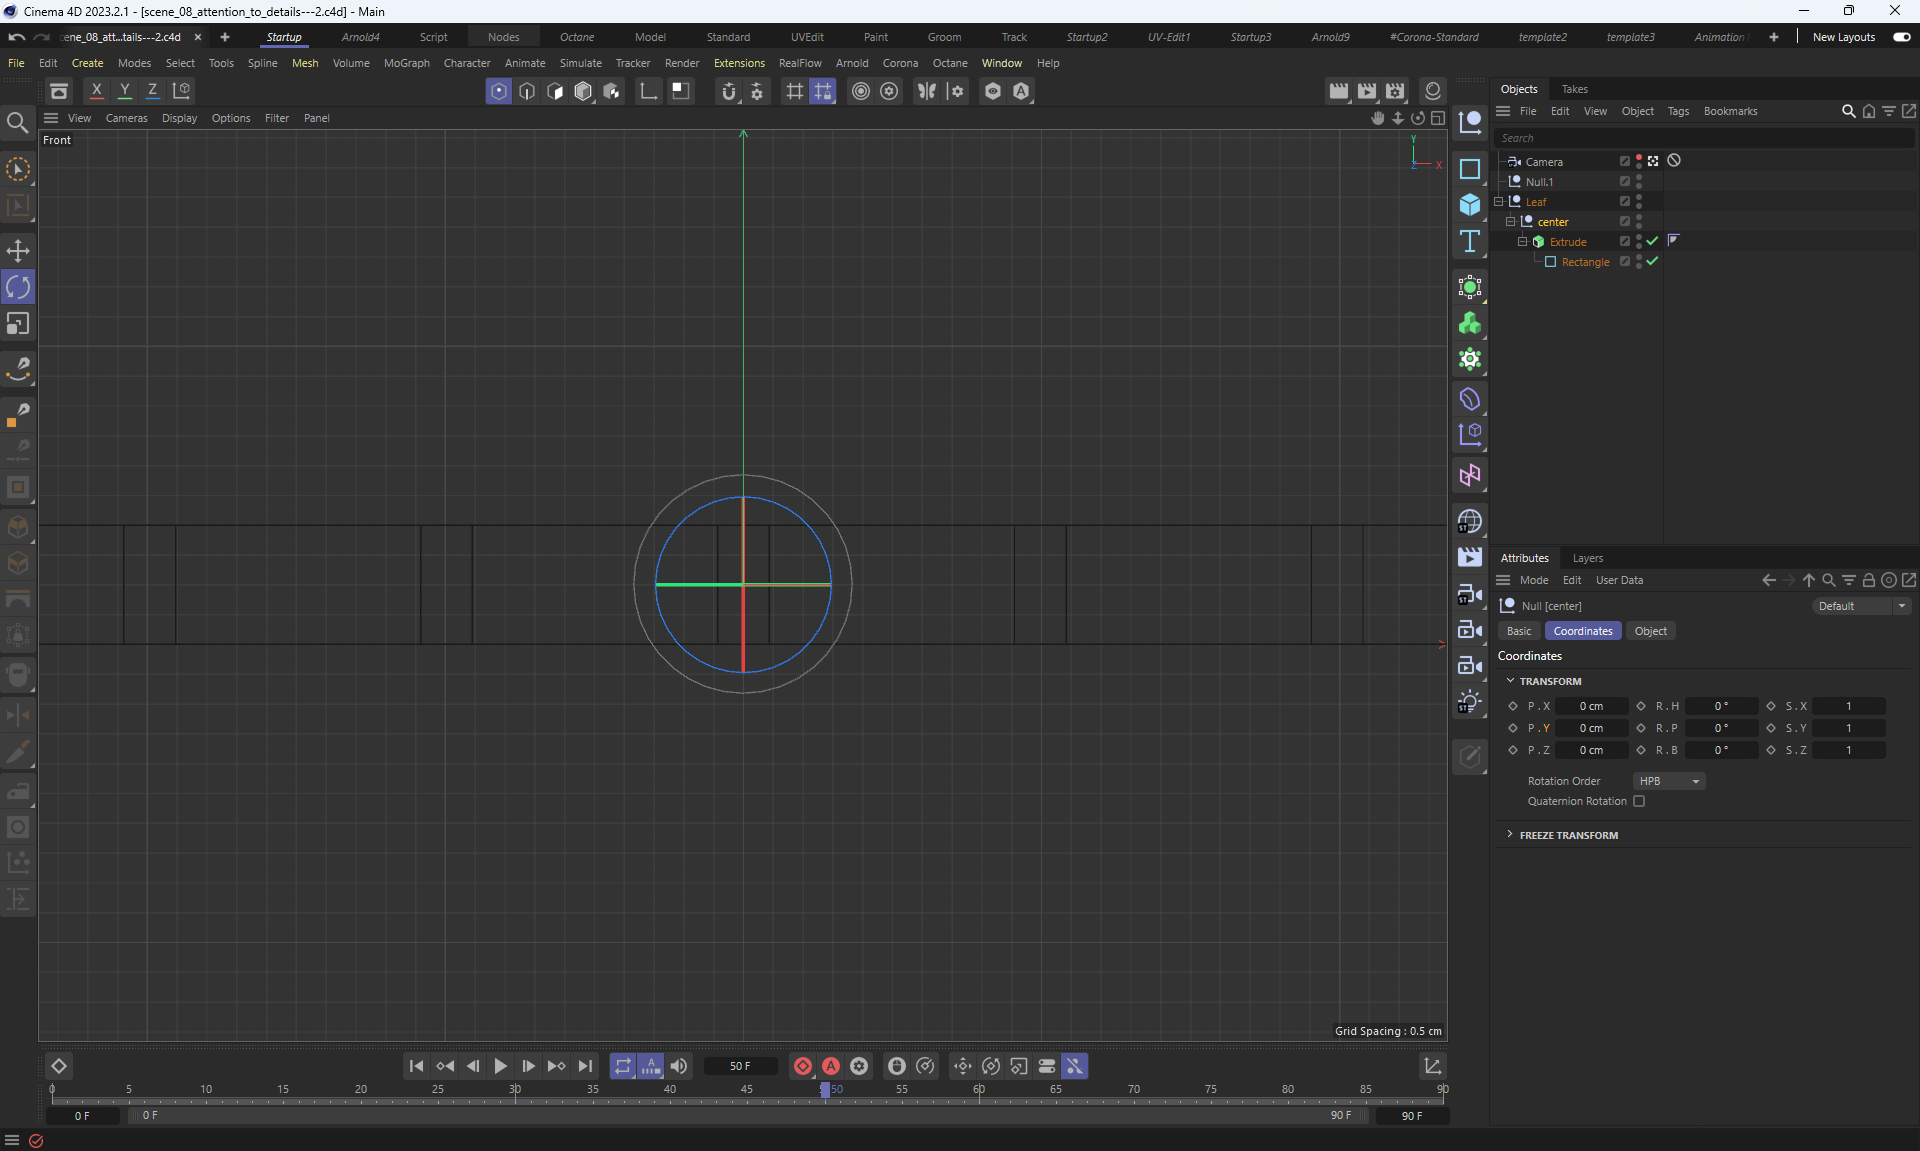 Cinema 4D 2023.2.1 - [scene_08_attention_to_details---2.c4d] - Main
cene_08_att...tails---2.c4d
Startup Arnold4 Script Nodes Octane Model Standard UVEdit Paint Groom Track Startup2 UV-Edit1 Startup3 Arnold9 #Corona-Standard template2 template3 Animation New Layouts
File Edit Create Modes Select Tools Spline Mesh Volume MoGraph Character Animate Simulate Tracker Render Extensions RealFlow Arnold Corona Octane Window Help
X Y Z
Objects Takes
View Cameras Display Options Filter Panel
File Edit View Object Tags Bookmarks
Front
Search
Y
X
Z
Camera
Null.1
Leaf
center
Extrude
Rectangle
Attributes Layers
Mode Edit User Data
Null [center] Default
Basic Coordinates Object
Coordinates
TRANSFORM
P . X 0 cm R . H 0 ° S . X 1
P . Y 0 cm R . P 0 ° S . Y 1
P . Z 0 cm R . B 0 ° S . Z 1
Rotation Order HPB
Quaternion Rotation
FREEZE TRANSFORM
Grid Spacing : 0.5 cm
50 F
0 5 10 15 20 25 30 35 40 45 50 55 60 65 70 75 80 85 90
0 F 0 F 90 F 90 F